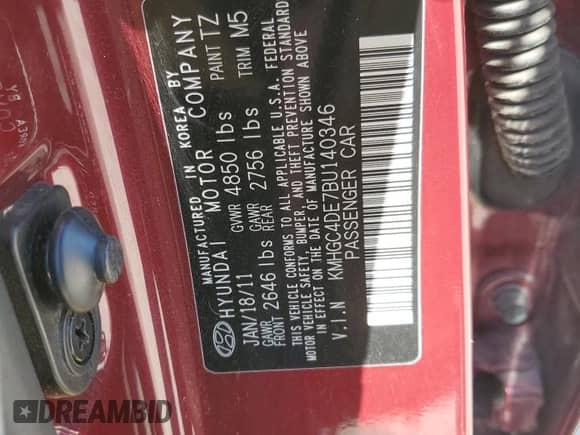 MANUFACTURED IN KOREA BY
HYUNDAI MOTOR COMPANY
JAN/18/11 GVWR 4850 lbs PAINT TZ
GAWR FRONT 2646 lbs GAWR REAR 2756 lbs TRIM M5
THIS VEHICLE CONFORMS TO ALL APPLICABLE U.S.A. FEDERAL
MOTOR VEHICLE SAFETY, BUMPER, AND THEFT PREVENTION STANDARD
IN EFFECT ON THE DATE OF MANUFACTURE SHOWN ABOVE
V.I.N KMHGC4DE7BU140346
PASSENGER CAR
DREAMBID